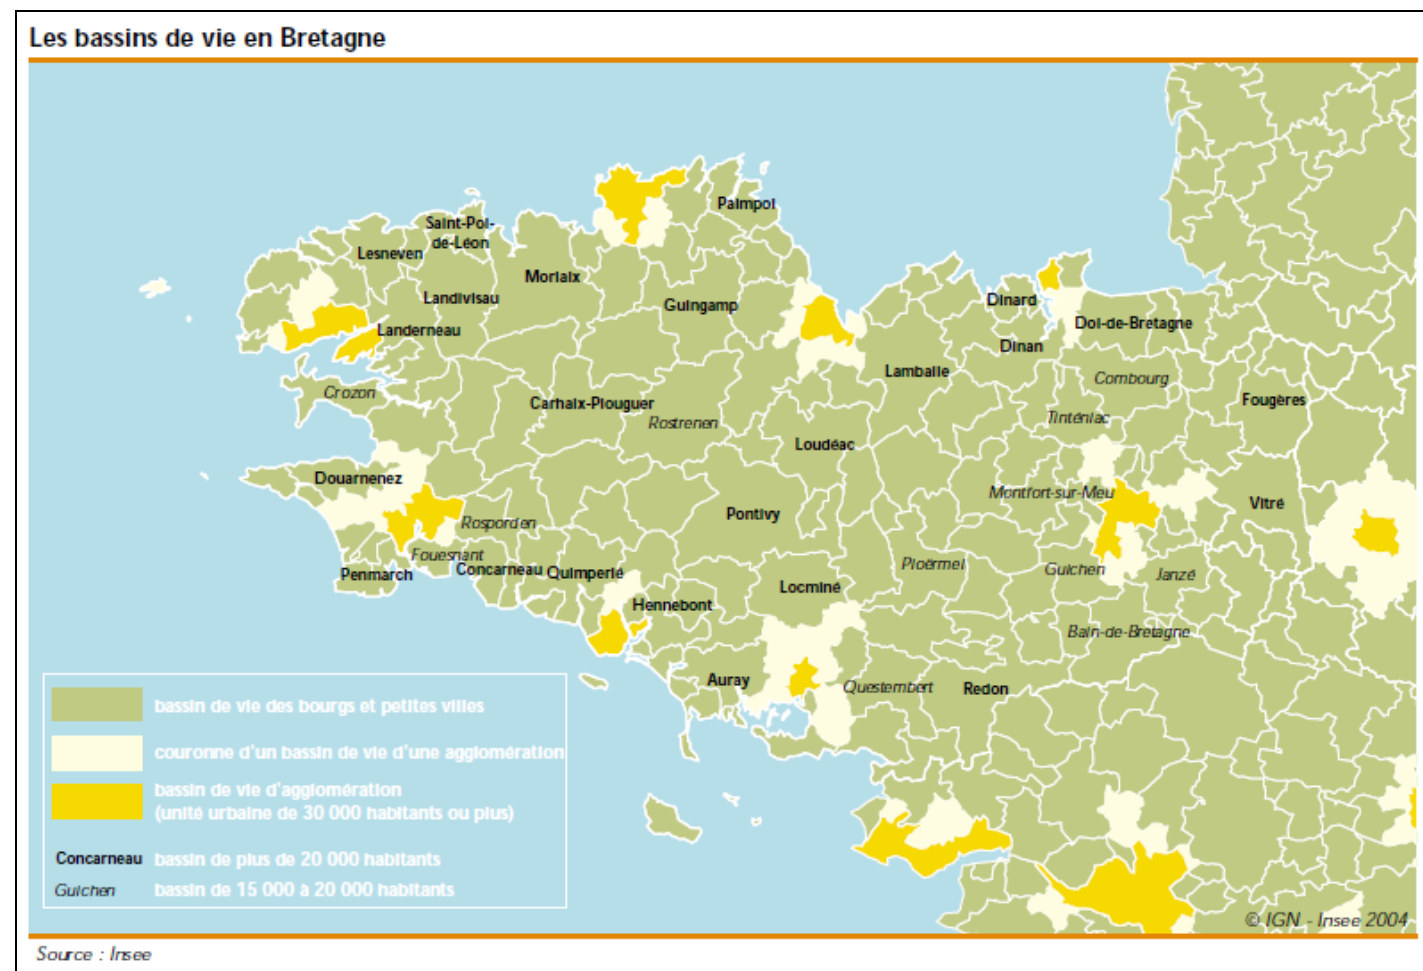 Les bassins de vie en Bretagne
Paimpol
Saint-Pol-
de-Léon
Lesneven
Morlaix
Landivisau
Guingamp
Dinard
Landerneau
Dol-de-Bretagne
Dinan
Lamballe
Combourg
Crozon
Carhaix-Plouguer
Fougères
Rostrenen
Tinténiac
Loudéac
Douarnenez
Montfort-sur-Meu
Vitré
Pontivy
Rosporden
Fouesnant
Ploërmel
Penmarch
Concarneau
Quimperlé
Guichen
Janzé
Locminé
Hennebont
Bain-de-Bretagne
Auray
Questembert
Redon
bassin de vie des bourgs et petites villes
couronne d'un bassin de vie d'une agglomération
bassin de vie d'agglomération
(unité urbaine de 30 000 habitants ou plus)
Concarneau bassin de plus de 20 000 habitants
Guichen bassin de 15 000 à 20 000 habitants
© IGN - Insee 2004
Source : Insee